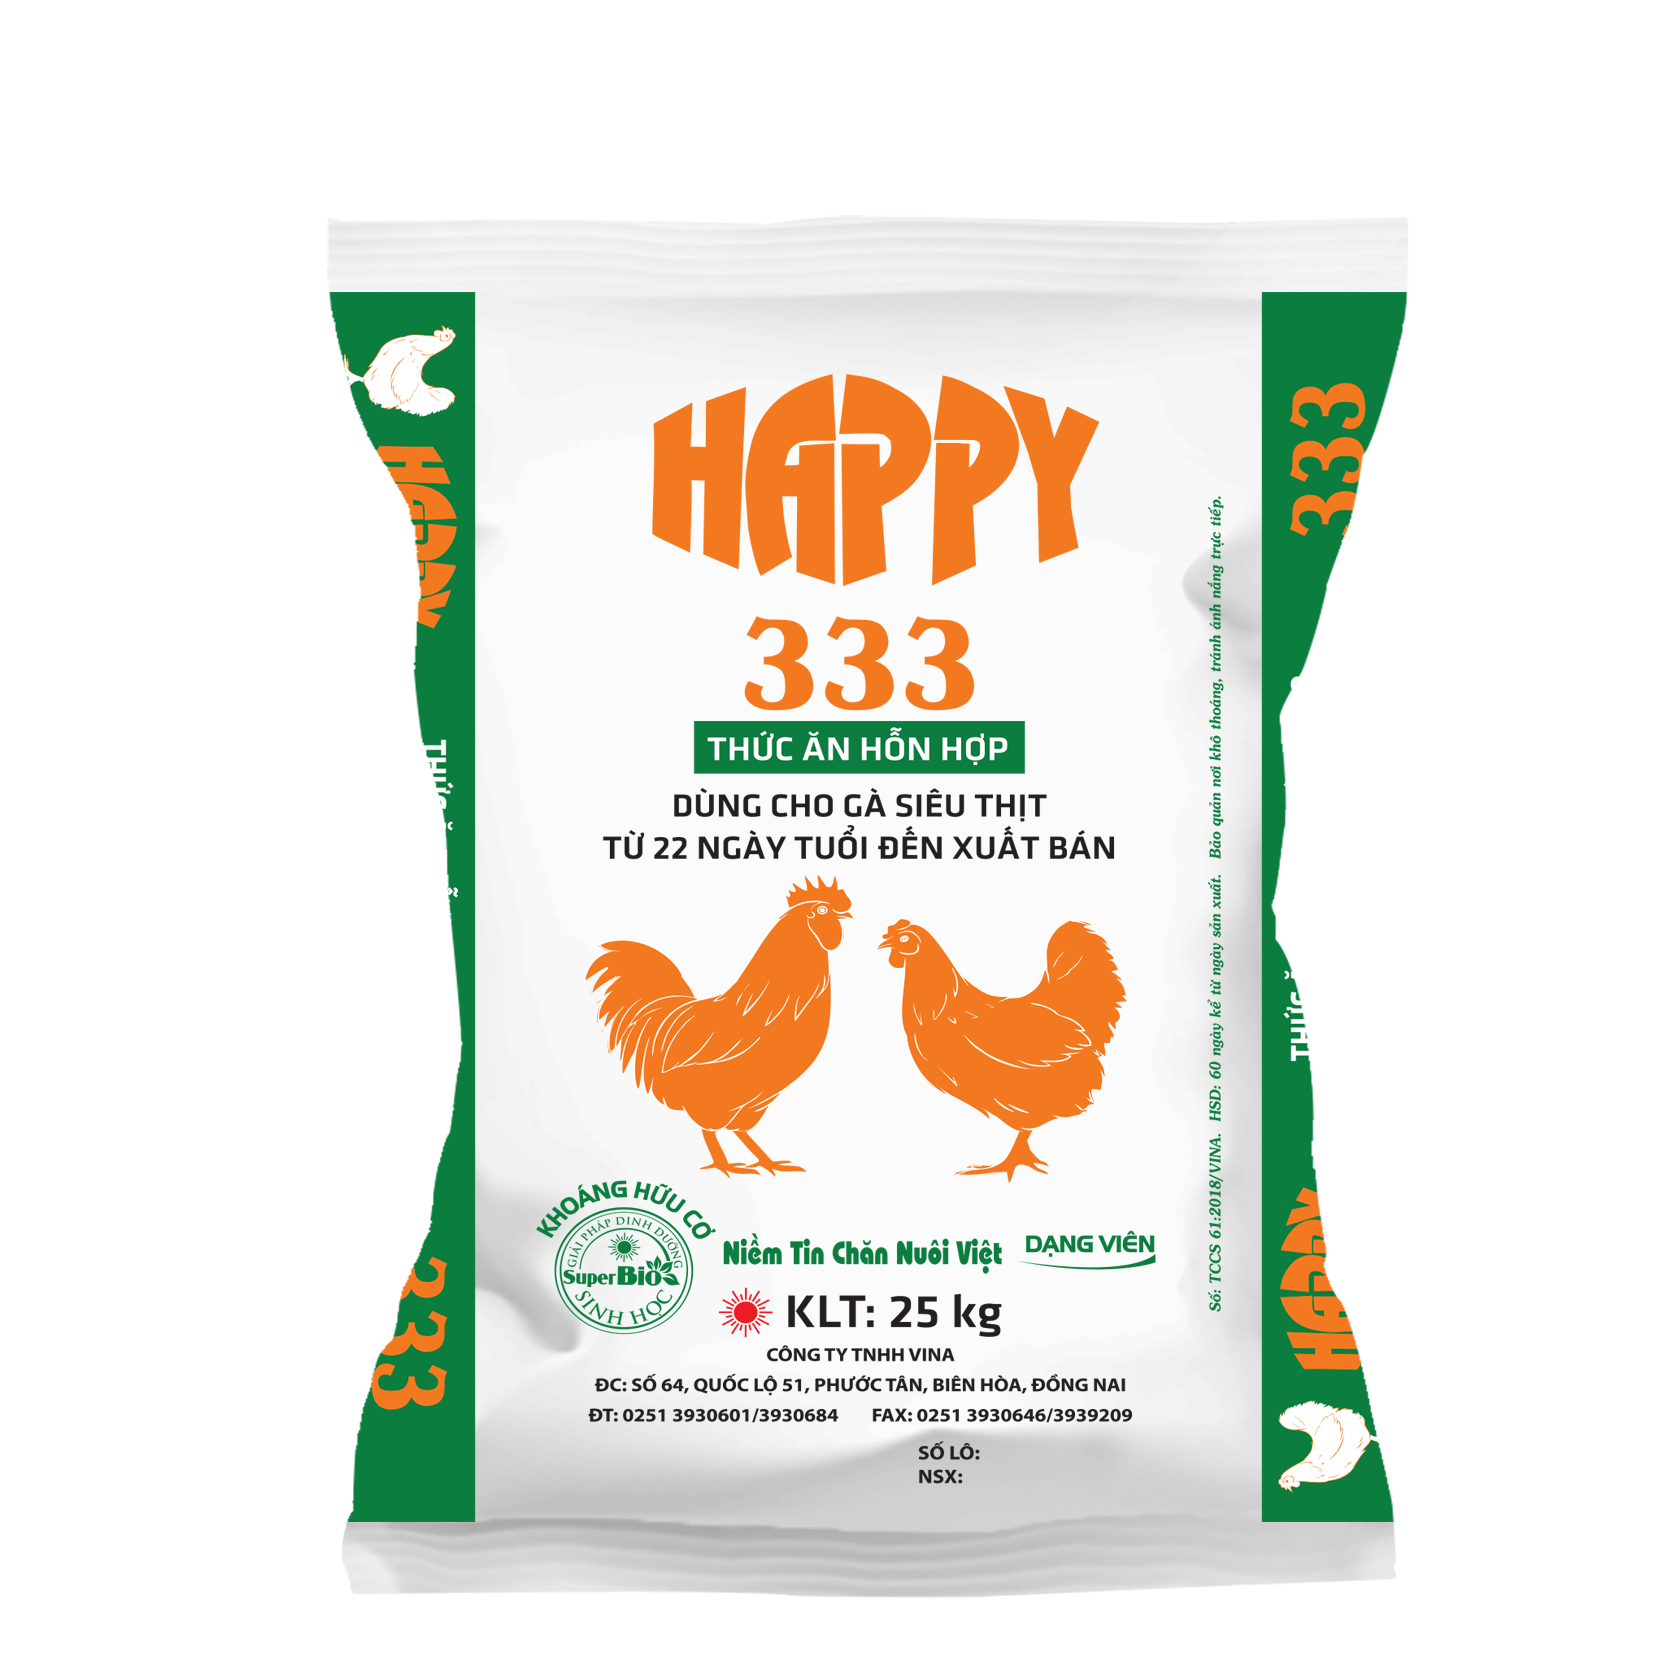 HAPPY
333
THỨC ĂN HỖN HỢP
DÙNG CHO GÀ SIÊU THỊT
TỪ 22 NGÀY TUỔI ĐẾN XUẤT BÁN
KHOÁNG HỮU CƠ
GIẢI PHÁP DINH DƯỠNG
SuperBio
SINH HỌC
Niềm Tin Chăn Nuôi Việt
DẠNG VIÊN
KLT: 25 kg
CÔNG TY TNHH VINA
ĐC: SỐ 64, QUỐC LỘ 51, PHƯỚC TÂN, BIÊN HÒA, ĐỒNG NAI
ĐT: 0251 3930601/3930684 FAX: 0251 3930646/3939209
SỐ LÔ:
NSX:
Số: TCCS 61:2018/VINA. HSD: 60 ngày kể từ ngày sản xuất. Bảo quản nơi khô thoáng, tránh ánh nắng trực tiếp.
HAPPY
333
333
HAPPY